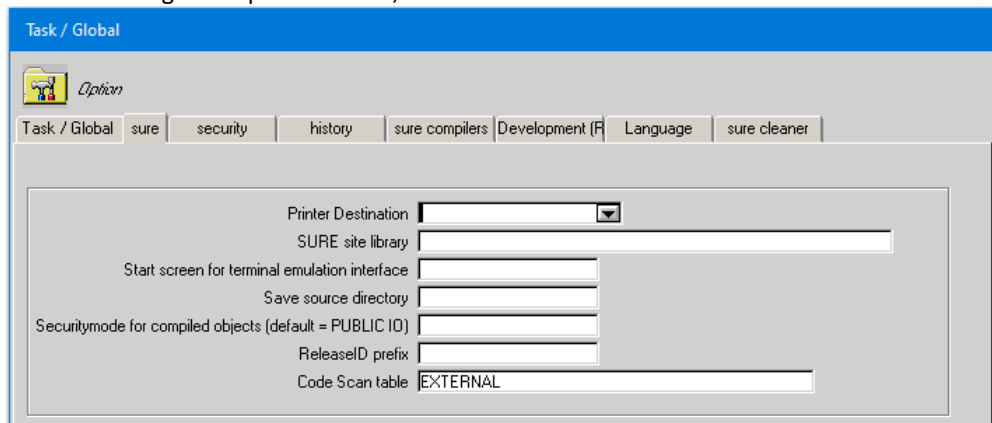 Task / Global
Option
Task / Global sure security history sure compilers Development (R Language sure cleaner
Printer Destination
SURE site library
Start screen for terminal emulation interface
Save source directory
Securitymode for compiled objects (default = PUBLIC IO)
ReleaseID prefix
Code Scan table EXTERNAL